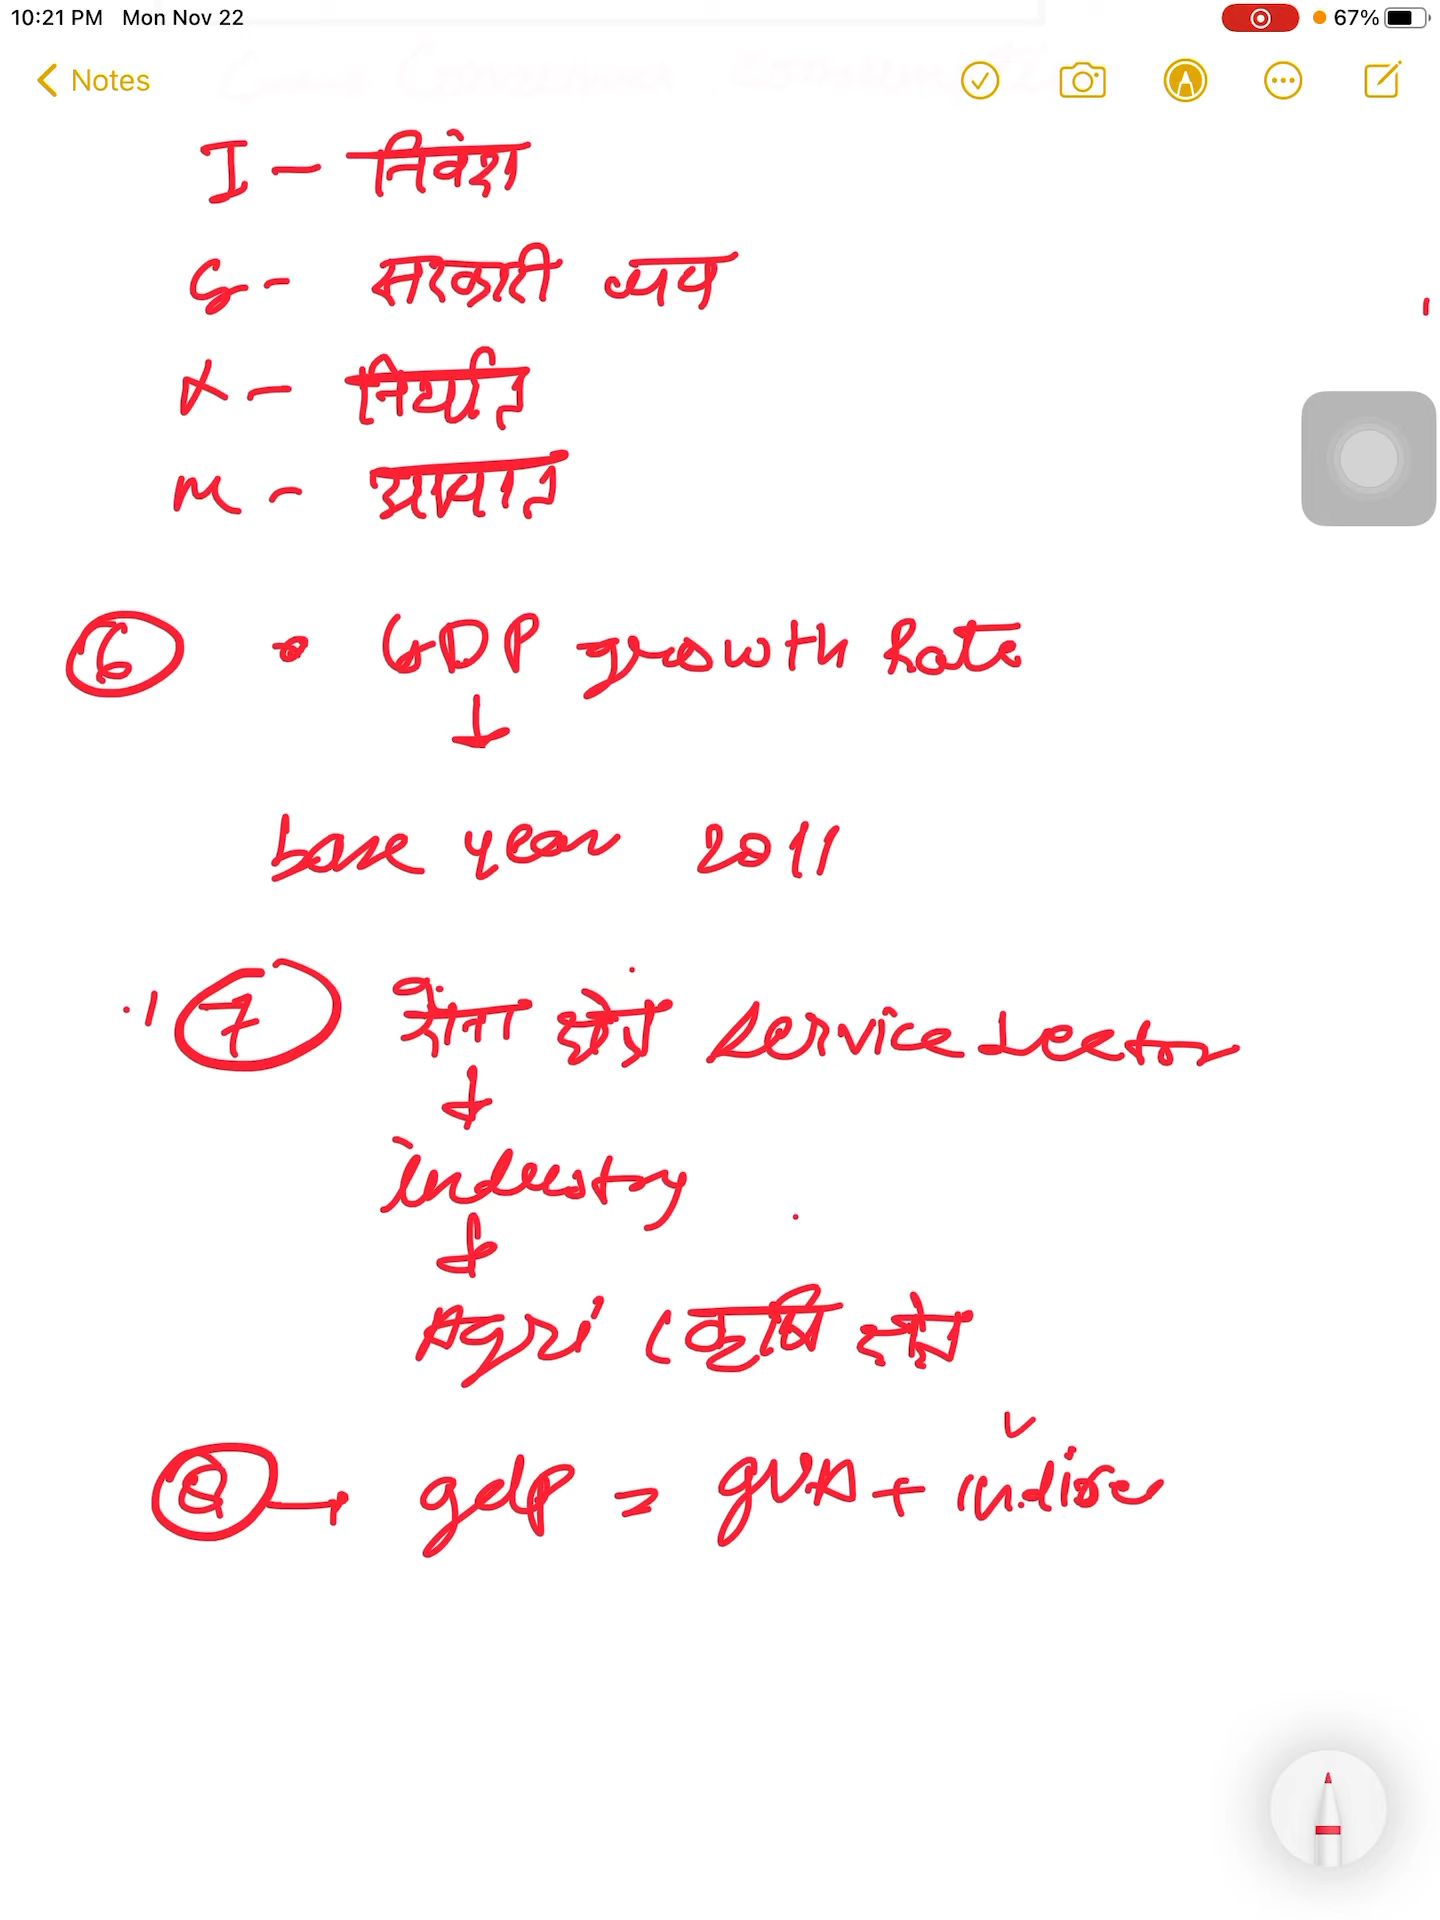 10:21 PM Mon Nov 22
67%
Notes
I - निवेश
G - सरकारी व्यय
X - निर्यात
M - आयात
6 GDP growth Rate
↓
base year 2011
7 सेवा क्षेत्र Service Sector
↓
industry
↓
Agri (कृषि क्षेत्र
8 → gdp = gVA + indire